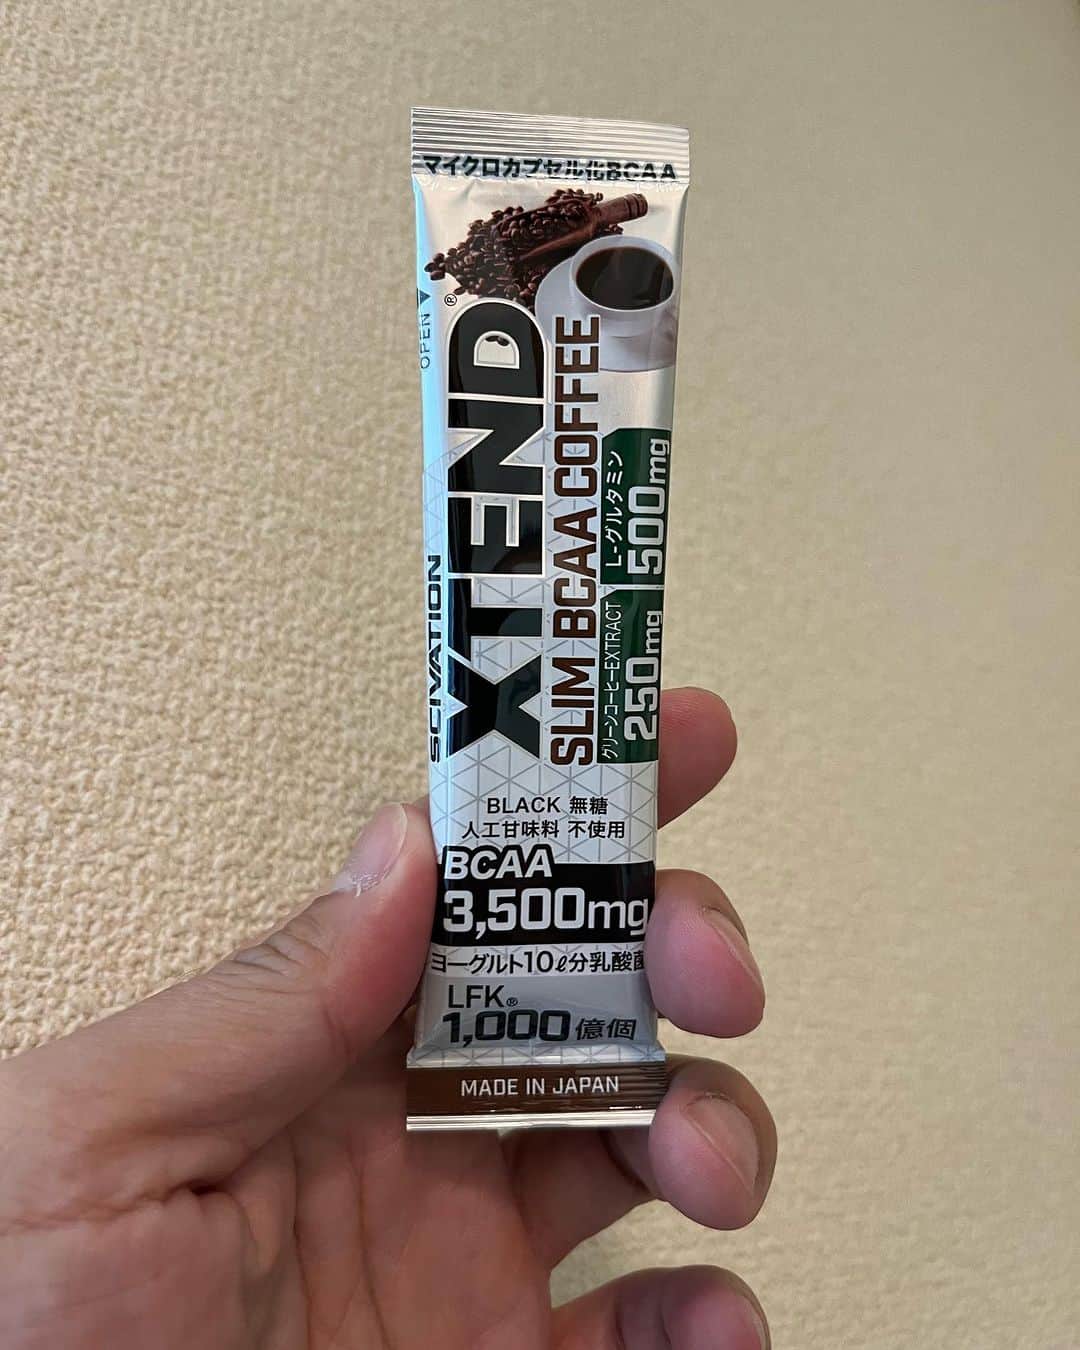 マイクロカプセル化BCAA
OPEN
SCIVATION
XTEND®
SLIM BCAA COFFEE
グリーンコーヒーEXTRACT
250mg
L-グルタミン
500mg
BLACK 無糖
人工甘味料 不使用
BCAA
3,500mg
ヨーグルト10ℓ分乳酸菌
LFK®
1,000億個
MADE IN JAPAN